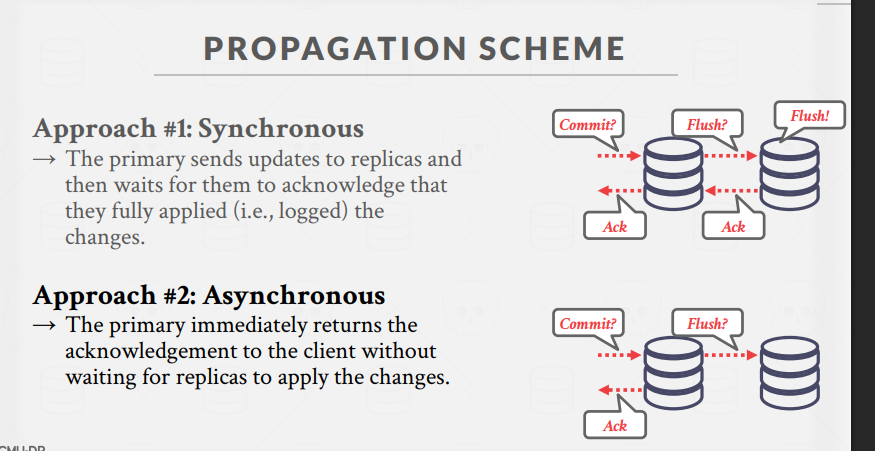 PROPAGATION SCHEME
Approach #1: Synchronous
→ The primary sends updates to replicas and
then waits for them to acknowledge that
they fully applied (i.e., logged) the
changes.
Commit?
Flush?
Flush!
Ack
Ack
Approach #2: Asynchronous
→ The primary immediately returns the
acknowledgement to the client without
waiting for replicas to apply the changes.
Commit?
Flush?
Ack